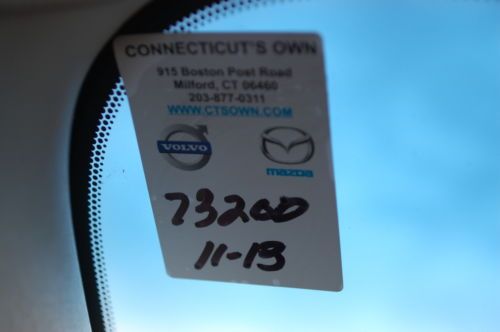 CONNECTICUT'S OWN
915 Boston Post Road
Milford, CT 06460
203-877-0311
WWW.CTSOWN.COM
VOLVO
mazda
73200
11-13